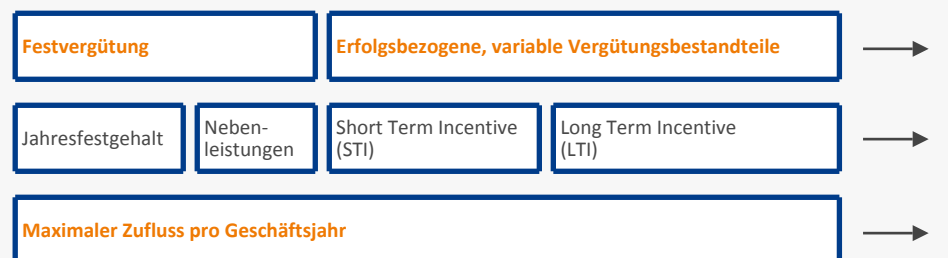 Festvergütung
Erfolgsbezogene, variable Vergütungsbestandteile
Jahresfestgehalt
Neben-
leistungen
Short Term Incentive
(STI)
Long Term Incentive
(LTI)
Maximaler Zufluss pro Geschäftsjahr